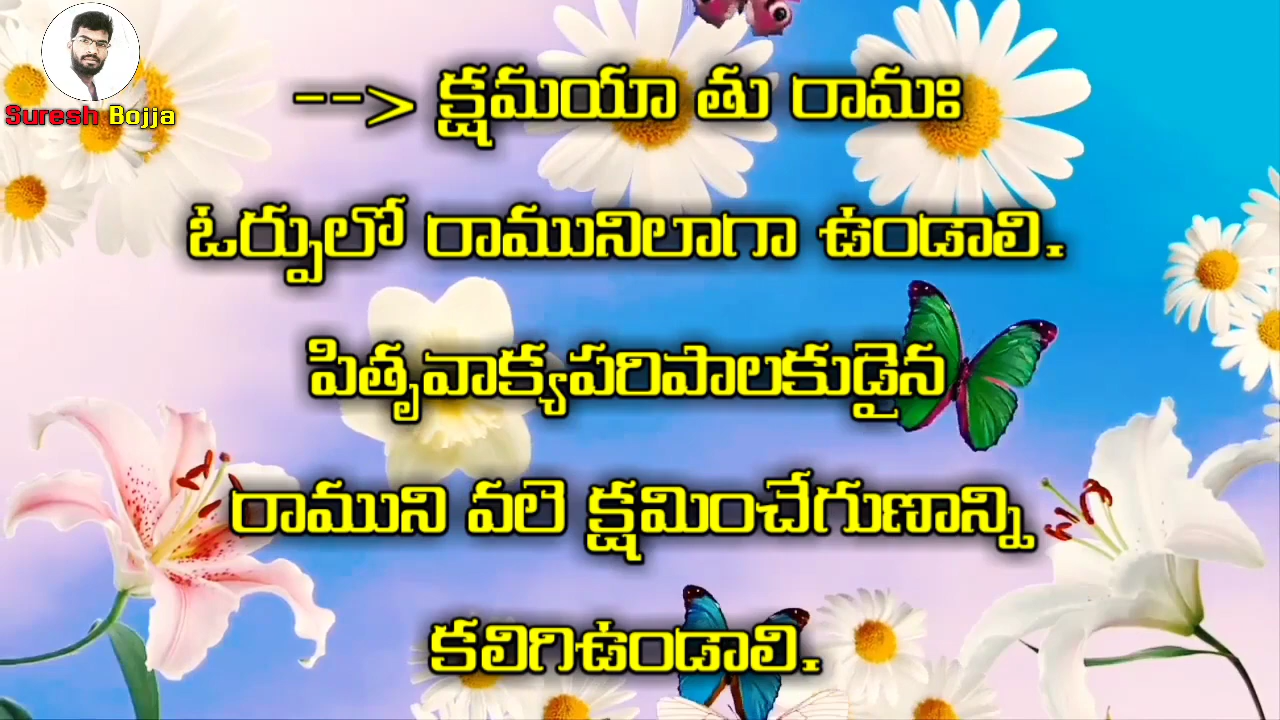 Suresh Bojja
--> క్షమయా తు రామః
ఓర్పులో రామునిలాగా ఉండాలి.
పితృవాక్యపరిపాలకుడైన
రాముని వలె క్షమించేగుణాన్ని
కలిగిఉండాలి.